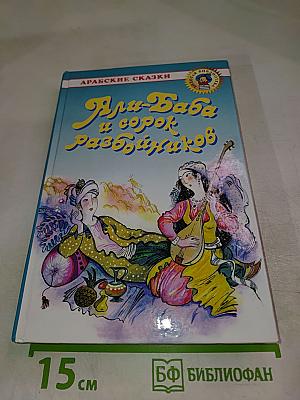 АРАБСКИЕ СКАЗКИ
Али-Баба
и сорок
разбойников
15 см
БФ БИБЛИОФАН